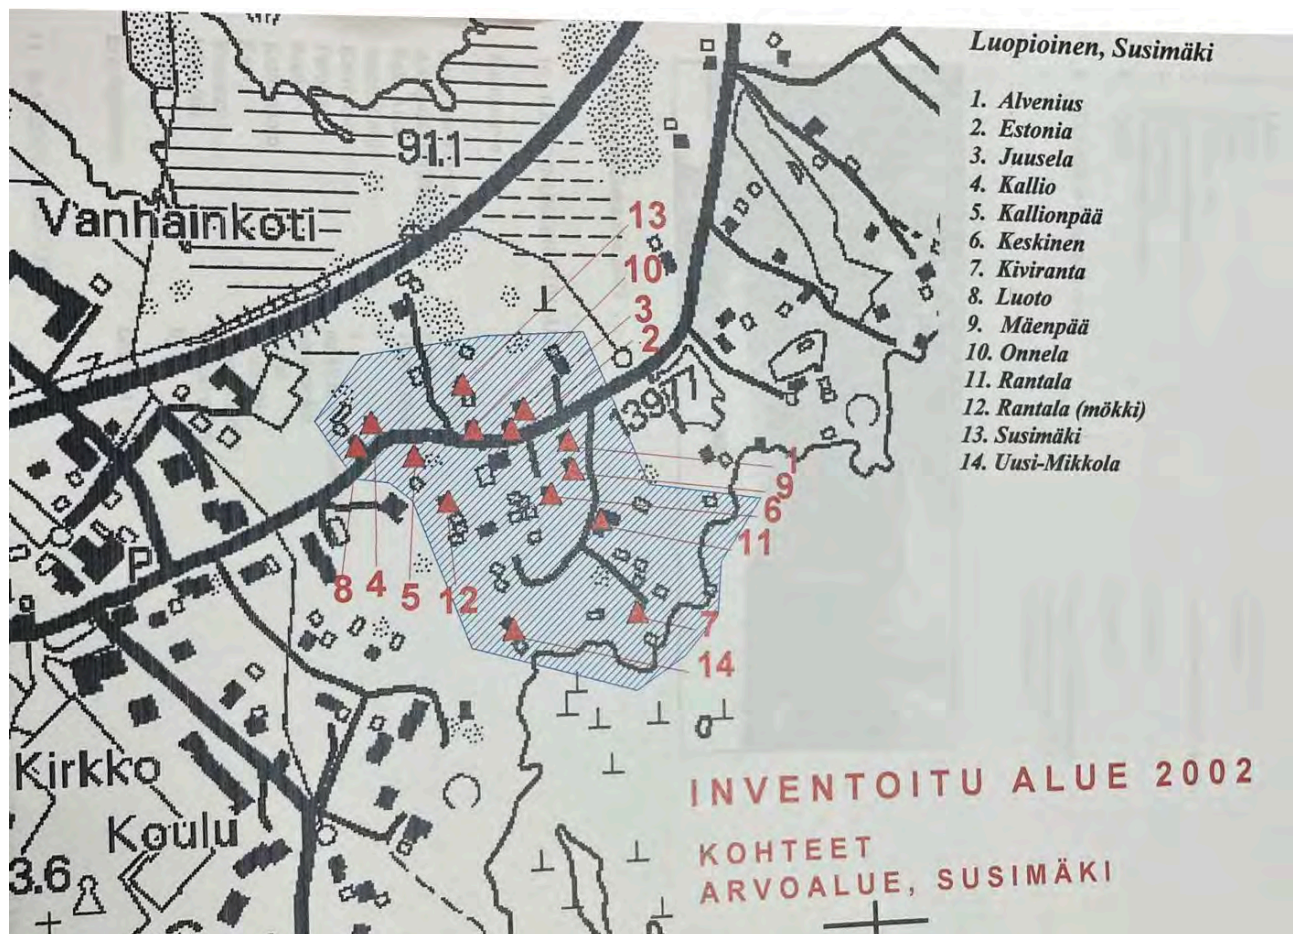 Luopioinen, Susimäki
1. Alvenius
2. Estonia
3. Juusela
4. Kallio
5. Kallionpää
6. Keskinen
7. Kiviranta
8. Luoto
9. Mäenpää
10. Onnela
11. Rantala
12. Rantala (mökki)
13. Susimäki
14. Uusi-Mikkola
91.1
Vanhainkoti
13
10
3
2
1
9
6
11
8
4
5
12
7
14
P
Kirkko
Koulu
3.6
INVENTOITU ALUE 2002
KOHTEET
ARVOALUE, SUSIMÄKI